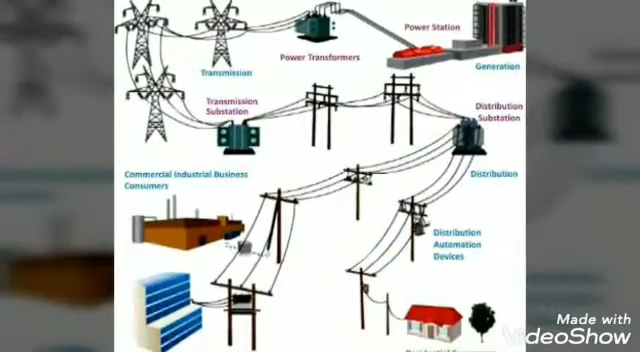 Power Station
Power Transformers
Generation
Transmission
Transmission
Substation
Distribution
Substation
Commercial Industrial Business
Consumers
Distribution
Distribution
Automation
Devices
Made with
VideoShow